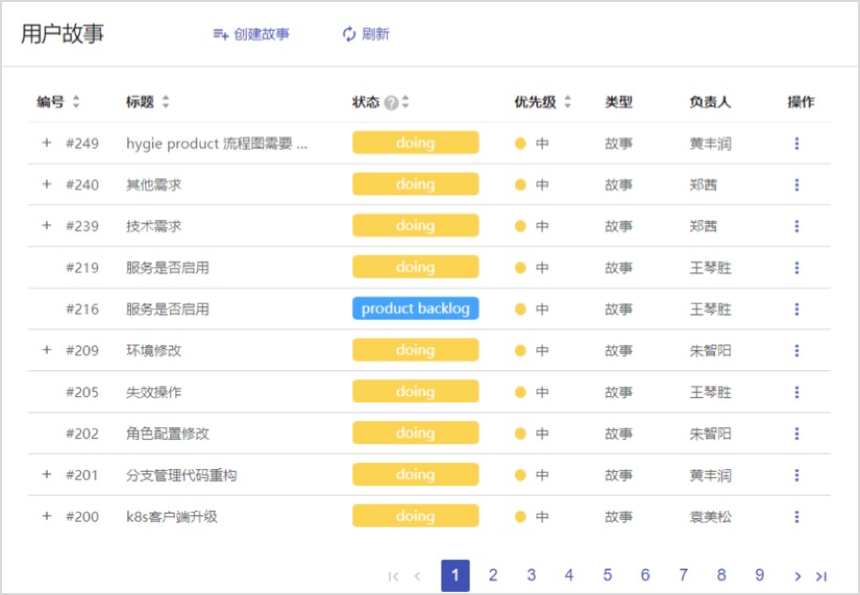 用户故事 创建故事 刷新
编号 标题 状态 ? 优先级 类型 负责人 操作
+ #249 hygie product 流程图需要 ... doing 中 故事 黄丰润
+ #240 其他需求 doing 中 故事 郑茜
+ #239 技术需求 doing 中 故事 郑茜
#219 服务是否启用 doing 中 故事 王琴胜
#216 服务是否启用 product backlog 中 故事 王琴胜
+ #209 环境修改 doing 中 故事 朱智阳
#205 失效操作 doing 中 故事 王琴胜
#202 角色配置修改 doing 中 故事 朱智阳
+ #201 分支管理代码重构 doing 中 故事 黄丰润
+ #200 k8s客户端升级 doing 中 故事 袁美松
1 2 3 4 5 6 7 8 9